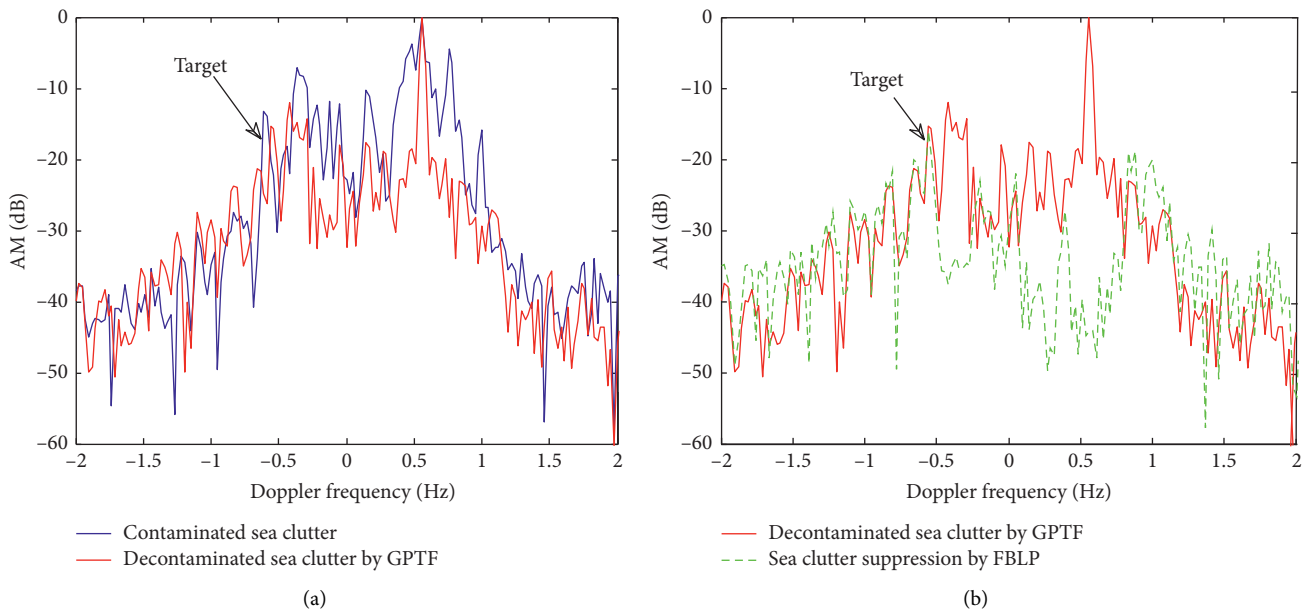 0
−10
−20
−30
−40
−50
−60
AM (dB)
Target
−2
−1.5
−1
−0.5
0
0.5
1
1.5
2
Doppler frequency (Hz)
Contaminated sea clutter
Decontaminated sea clutter by GPTF
(a)
0
−10
−20
−30
−40
−50
−60
AM (dB)
Target
−2
−1.5
−1
−0.5
0
0.5
1
1.5
2
Doppler frequency (Hz)
Decontaminated sea clutter by GPTF
Sea clutter suppression by FBLP
(b)